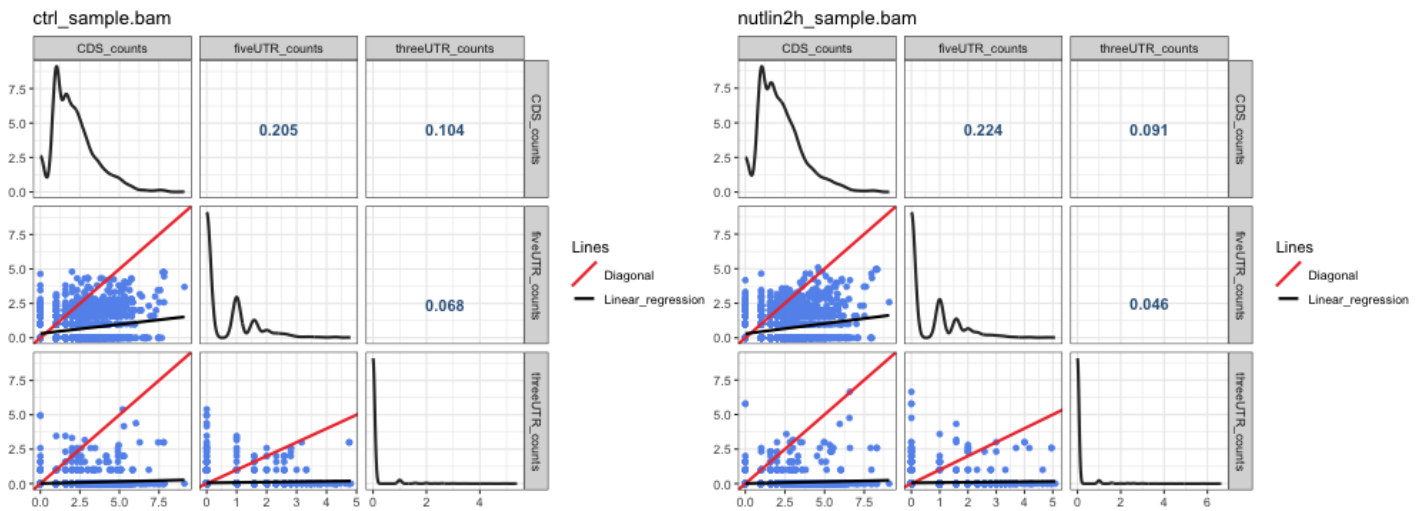 ctrl_sample.bam
CDS_counts fiveUTR_counts threeUTR_counts
7.5
5.0
2.5
0.0
0.205 0.104
CDS_counts
7.5
5.0
2.5
0.0
0.068
fiveUTR_counts
7.5
5.0
2.5
0.0
threeUTR_counts
0.0 2.5 5.0 7.5 0 1 2 3 4 5 2 4
Lines
Diagonal
Linear_regression
nutlin2h_sample.bam
CDS_counts fiveUTR_counts threeUTR_counts
7.5
5.0
2.5
0.0
0.224 0.091
CDS_counts
7.5
5.0
2.5
0.0
0.046
fiveUTR_counts
7.5
5.0
2.5
0.0
threeUTR_counts
0.0 2.5 5.0 7.5 0 1 2 3 4 5 0 2 4 6
Lines
Diagonal
Linear_regression